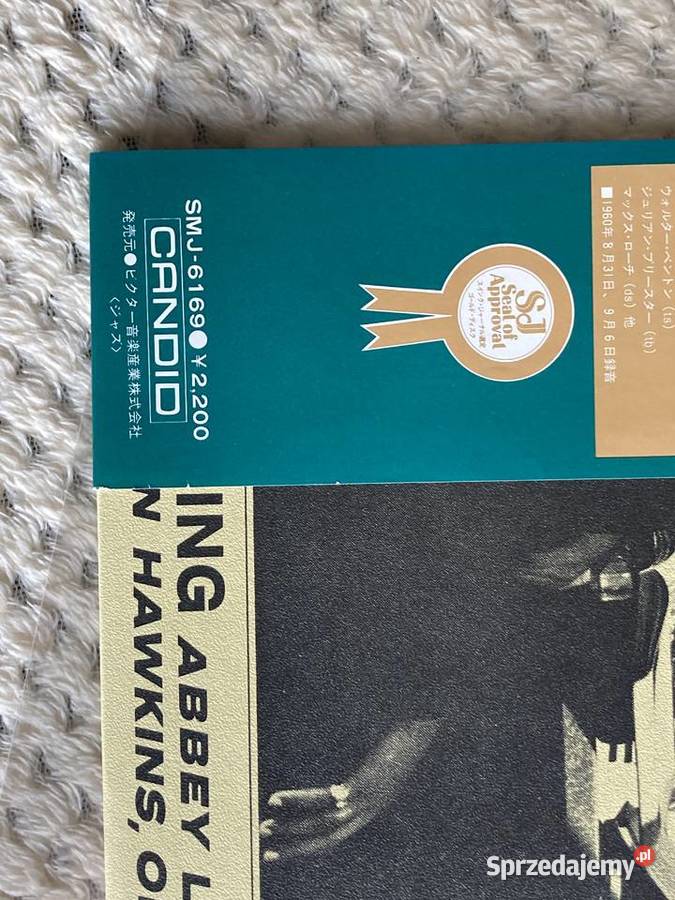 ウォルター・ベントン (ts)
ジュリアン・プリースター (tb)
マックス・ローチ (ds) 他
■1960年8月31日、9月6日録音
SJ
Seal of
Approval
スイング・ジャーナル選定
ゴールド・ディスク
SMJ-6169●¥2,200
CANDID
発売元●ビクター音楽産業株式会社
〈ジャズ〉
ING ABBEY L
N HAWKINS, O
Sprzedajemy.pl